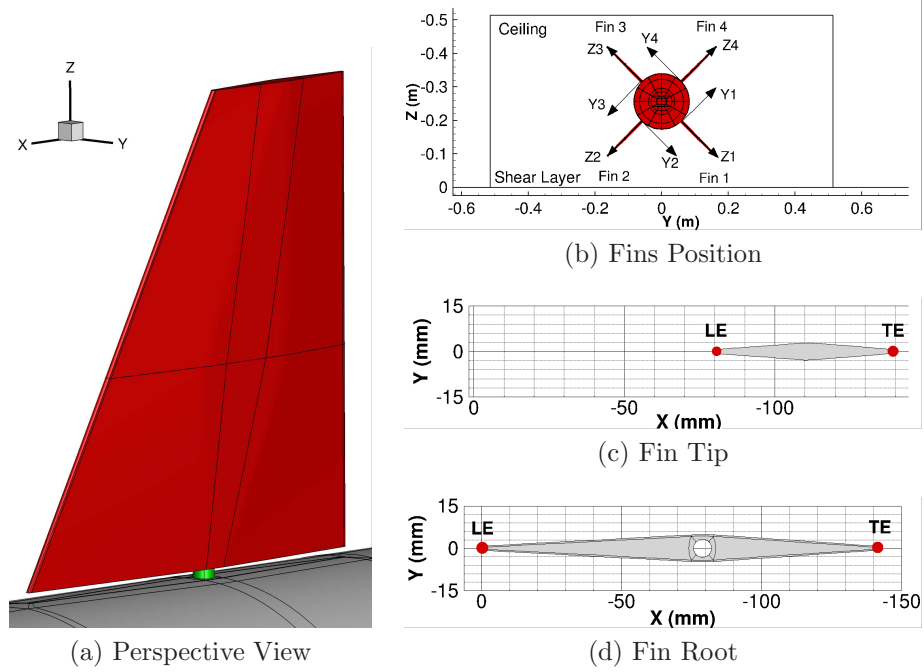 Z
X
Y
(a) Perspective View
-0.5
-0.4
-0.3
-0.2
-0.1
0
Z (m)
Ceiling
Fin 3
Fin 4
Z3
Y4
Z4
Y3
Y1
Z2
Y2
Z1
Shear Layer
Fin 2
Fin 1
-0.6 -0.4 -0.2 0 0.2 0.4 0.6
Y (m)
(b) Fins Position
15
0
-15
Y (mm)
LE
TE
0 -50 -100
X (mm)
(c) Fin Tip
15
0
-15
Y (mm)
LE
TE
0 -50 -100 -150
X (mm)
(d) Fin Root